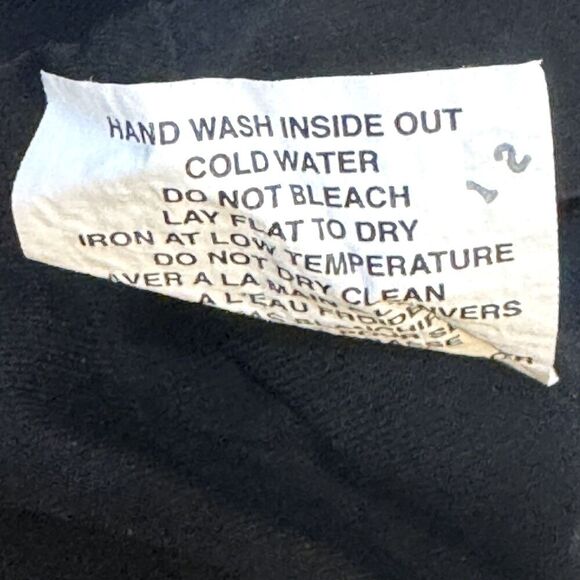 HAND WASH INSIDE OUT
COLD WATER
DO NOT BLEACH
LAY FLAT TO DRY
IRON AT LOW TEMPERATURE
DO NOT DRY CLEAN
LAVER A LA MAIN
A L'EAU FROIDE
12